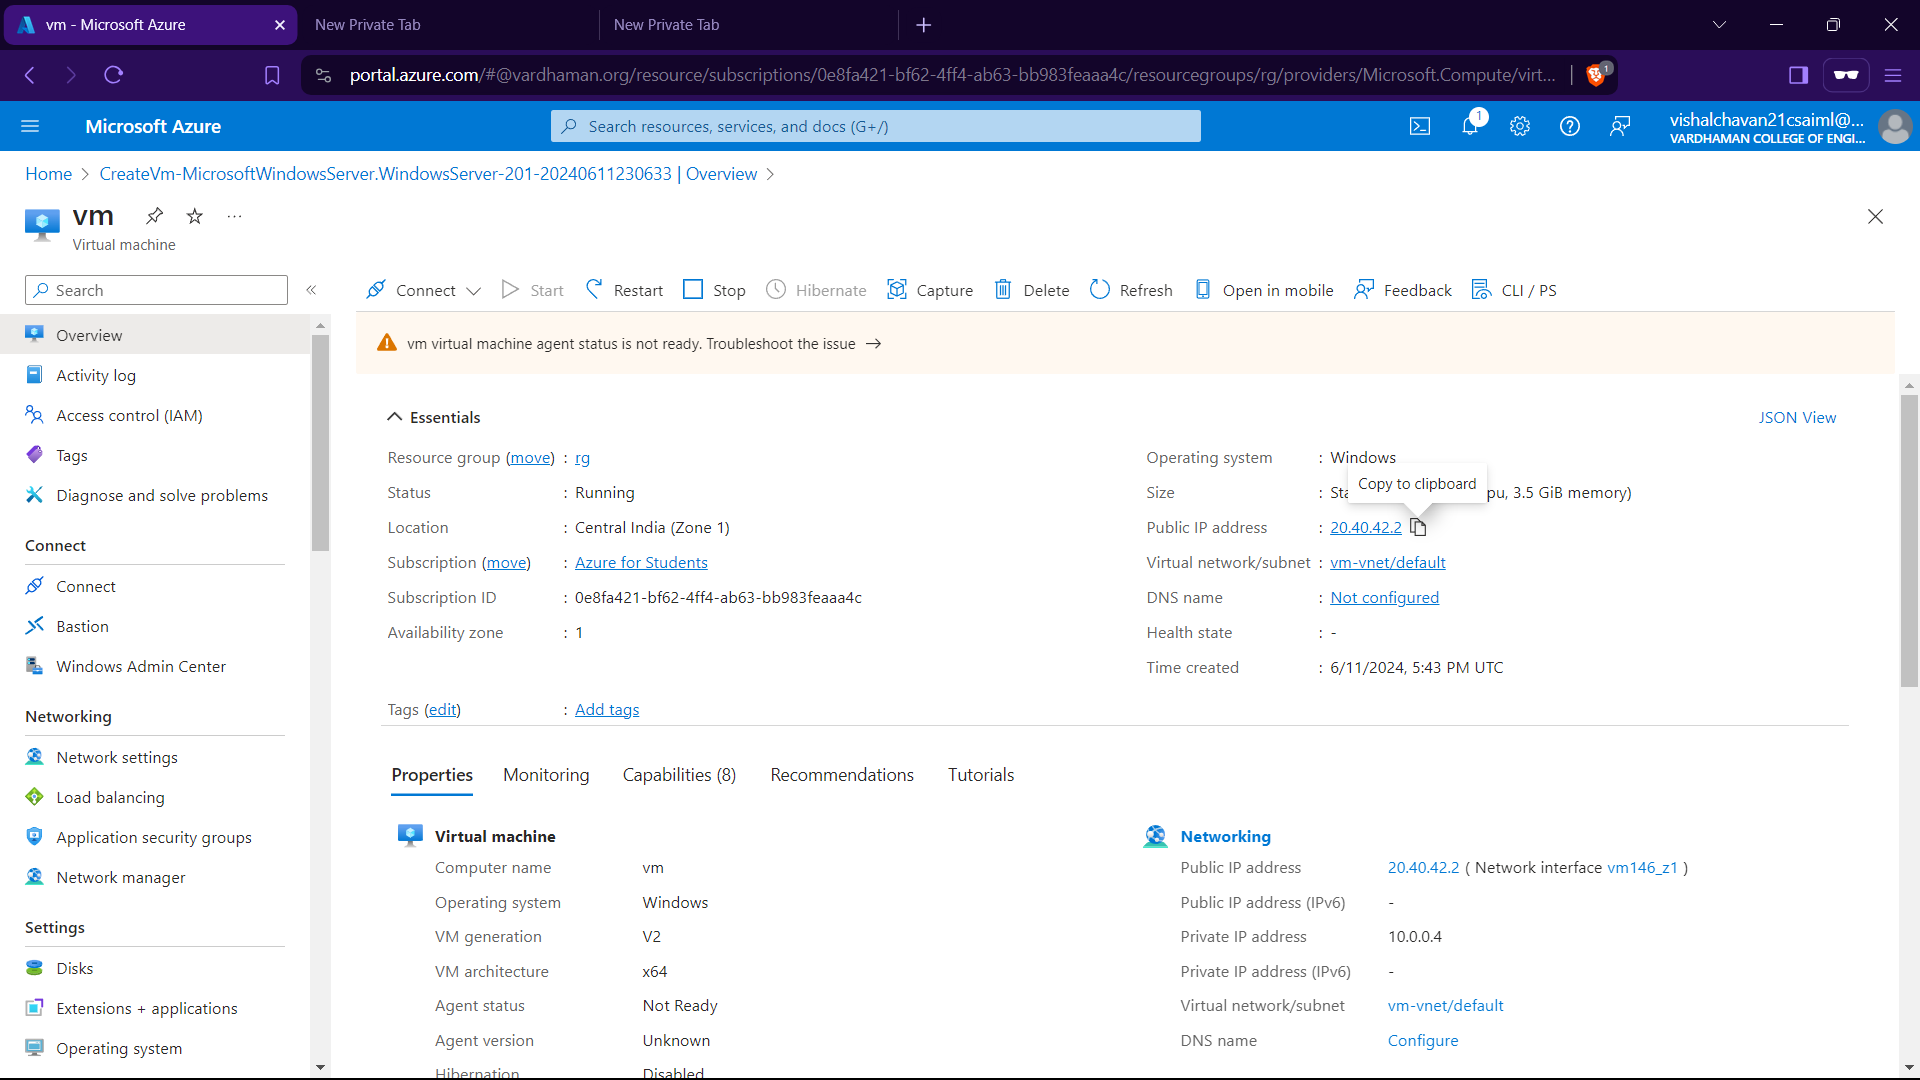 vm - Microsoft Azure
New Private Tab
New Private Tab
portal.azure.com/#@vardhaman.org/resource/subscriptions/0e8fa421-bf62-4ff4-ab63-bb983feaaa4c/resourcegroups/rg/providers/Microsoft.Compute/virt...
1
Microsoft Azure
Search resources, services, and docs (G+/)
1
vishalchavan21csaiml@...
VARDHAMAN COLLEGE OF ENGI...
Home > CreateVm-MicrosoftWindowsServer.WindowsServer-201-20240611230633 | Overview >
vm
Virtual machine
Search
Connect
Start
Restart
Stop
Hibernate
Capture
Delete
Refresh
Open in mobile
Feedback
CLI / PS
vm virtual machine agent status is not ready. Troubleshoot the issue →
Overview
Activity log
Access control (IAM)
Tags
Diagnose and solve problems
Connect
Connect
Bastion
Windows Admin Center
Networking
Network settings
Load balancing
Application security groups
Network manager
Settings
Disks
Extensions + applications
Operating system
Essentials
JSON View
Resource group (move) : rg
Status : Running
Location : Central India (Zone 1)
Subscription (move) : Azure for Students
Subscription ID : 0e8fa421-bf62-4ff4-ab63-bb983feaaa4c
Availability zone : 1
Operating system : Windows
Copy to clipboard
Size : Sta pu, 3.5 GiB memory)
Public IP address : 20.40.42.2
Virtual network/subnet : vm-vnet/default
DNS name : Not configured
Health state : -
Time created : 6/11/2024, 5:43 PM UTC
Tags (edit) : Add tags
Properties
Monitoring
Capabilities (8)
Recommendations
Tutorials
Virtual machine
Computer name vm
Operating system Windows
VM generation V2
VM architecture x64
Agent status Not Ready
Agent version Unknown
Hibernation Disabled
Networking
Public IP address 20.40.42.2 ( Network interface vm146_z1 )
Public IP address (IPv6) -
Private IP address 10.0.0.4
Private IP address (IPv6) -
Virtual network/subnet vm-vnet/default
DNS name Configure